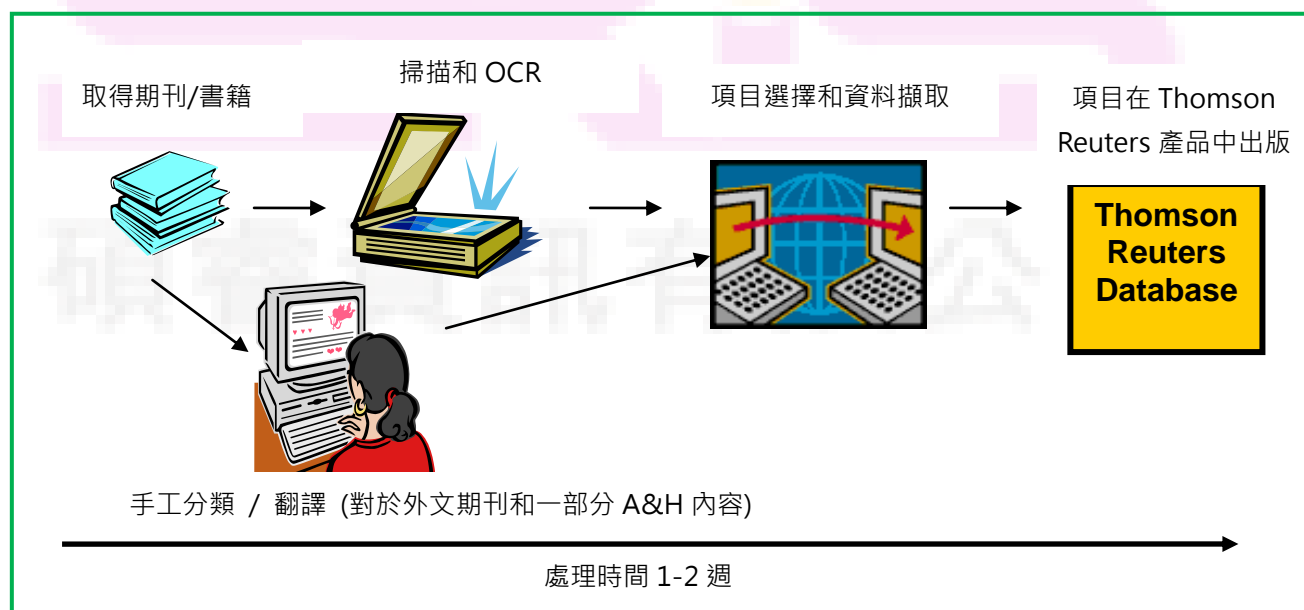 取得期刊/書籍
掃描和 OCR
項目選擇和資料擷取
項目在 Thomson
Reuters 產品中出版
Thomson
Reuters
Database
手工分類 / 翻譯 (對於外文期刊和一部分 A&H 內容)
處理時間 1-2 週